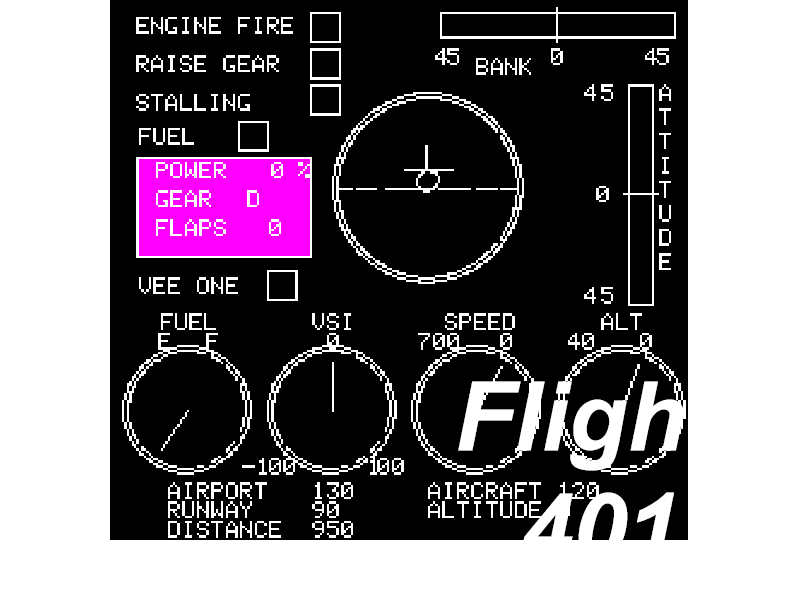 ENGINE FIRE
RAISE GEAR
STALLING
FUEL
POWER 0 %
GEAR D
FLAPS 0
VEE ONE
45 0 45
BANK
45
0
45
ATTITUDE
FUEL VSI SPEED ALT
E F 0 700 0 40 0
-100 100
AIRPORT 130
RUNWAY 90
DISTANCE 950
AIRCRAFT 120
ALTITUDE
Fligh
401